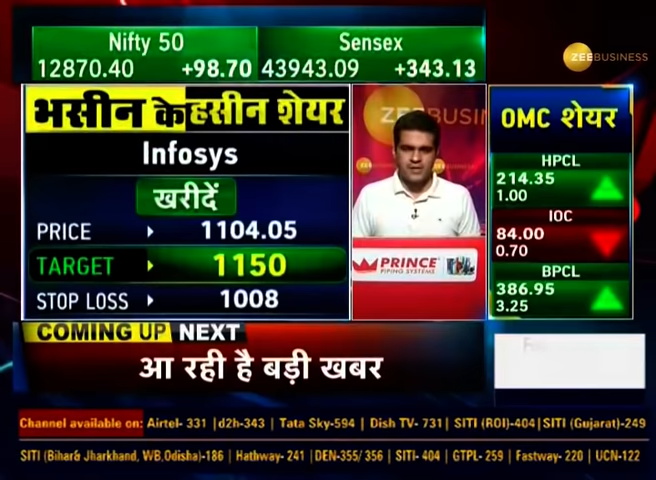 Nifty 50
12870.40 +98.70
Sensex
43943.09 +343.13
ZEEBUSINESS
भसीन के हसीन शेयर
Infosys
खरीदें
PRICE 1104.05
TARGET 1150
STOP LOSS 1008
ZEEBUSI
PRINCE
PIPING SYSTEMS
OMC शेयर
HPCL
214.35
1.00
IOC
84.00
0.70
BPCL
386.95
3.25
COMING UP NEXT
आ रही है बड़ी खबर
Channel available on: Airtel- 331 |d2h-343 | Tata Sky-594 | Dish TV- 731| SITI (ROI)-404|SITI (Gujarat)-249
SITI (Bihar& Jharkhand, WB,Odisha)-186 | Hathway- 241 |DEN-355/ 356 | SITI- 404 | GTPL- 259 | Fastway- 220 | UCN-122